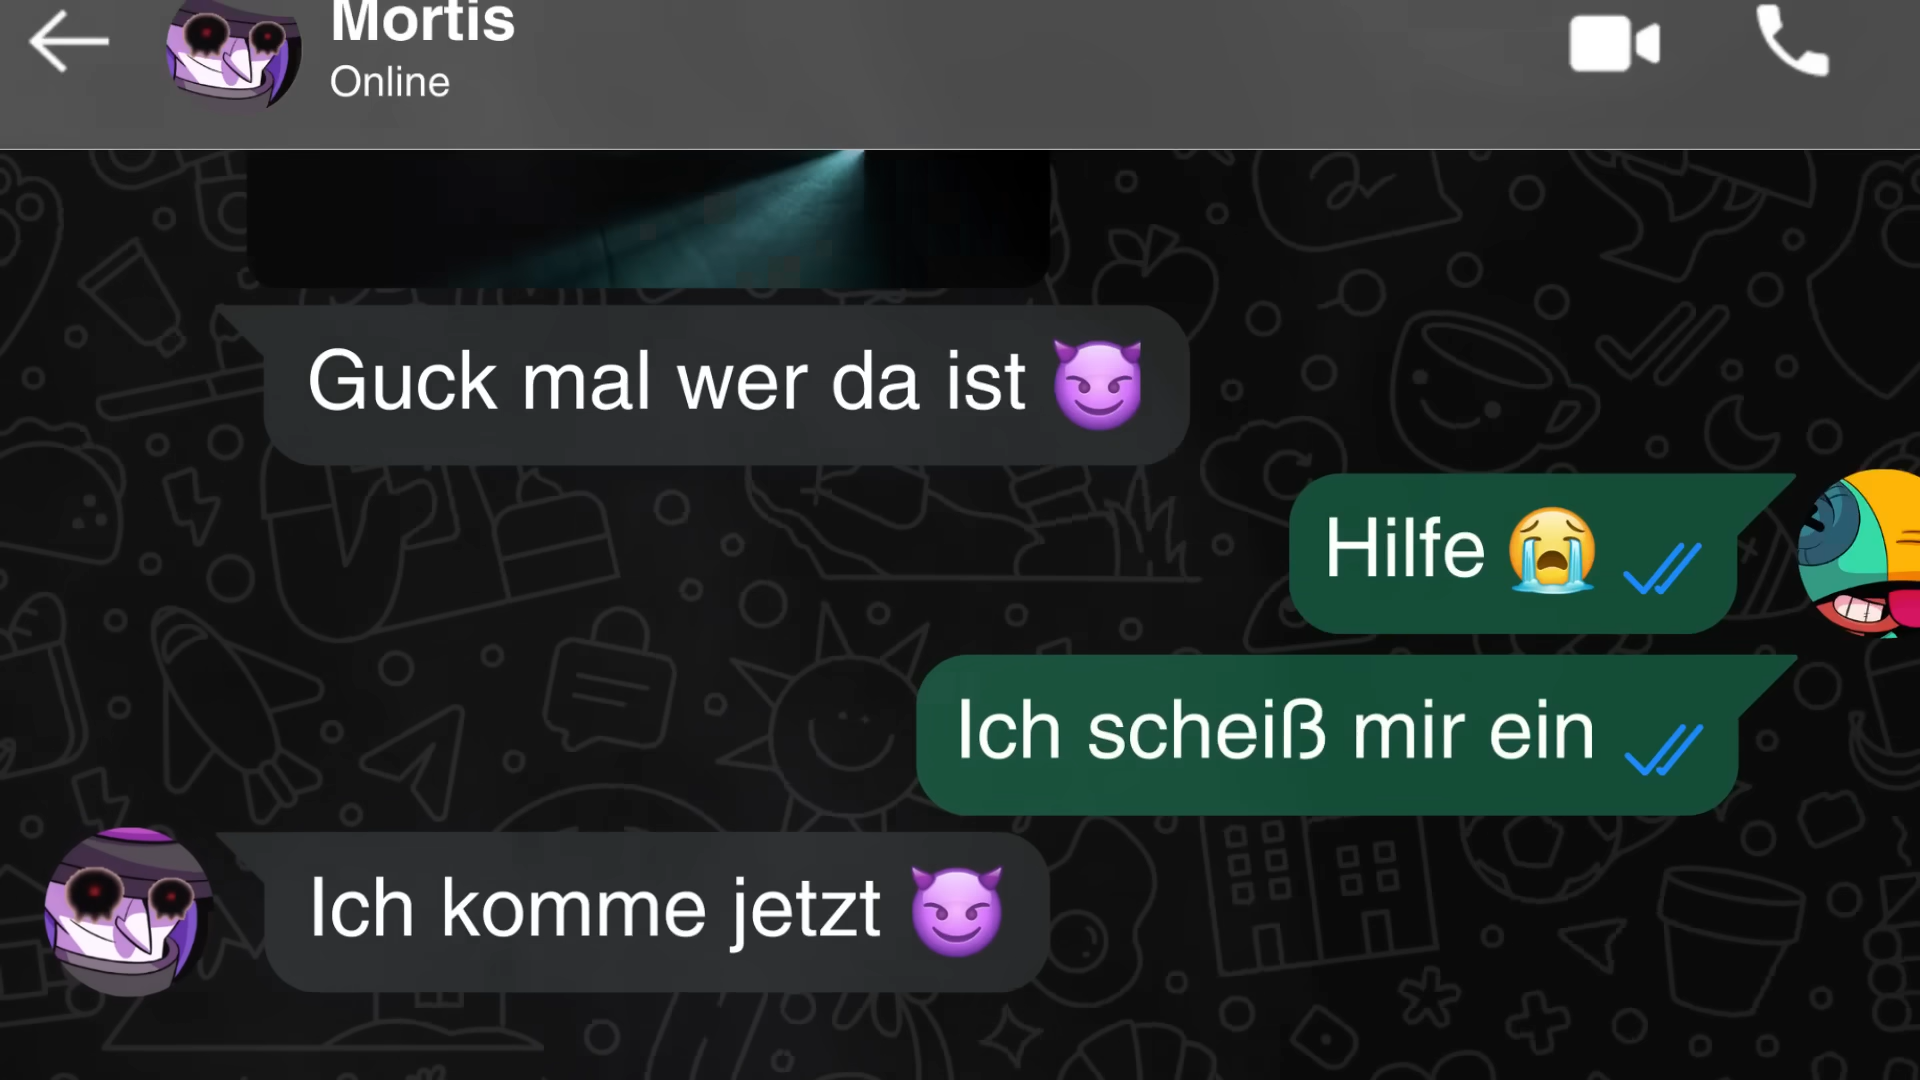 Mortis
Online
Guck mal wer da ist 😈
Hilfe 😭
Ich scheiß mir ein
Ich komme jetzt 😈